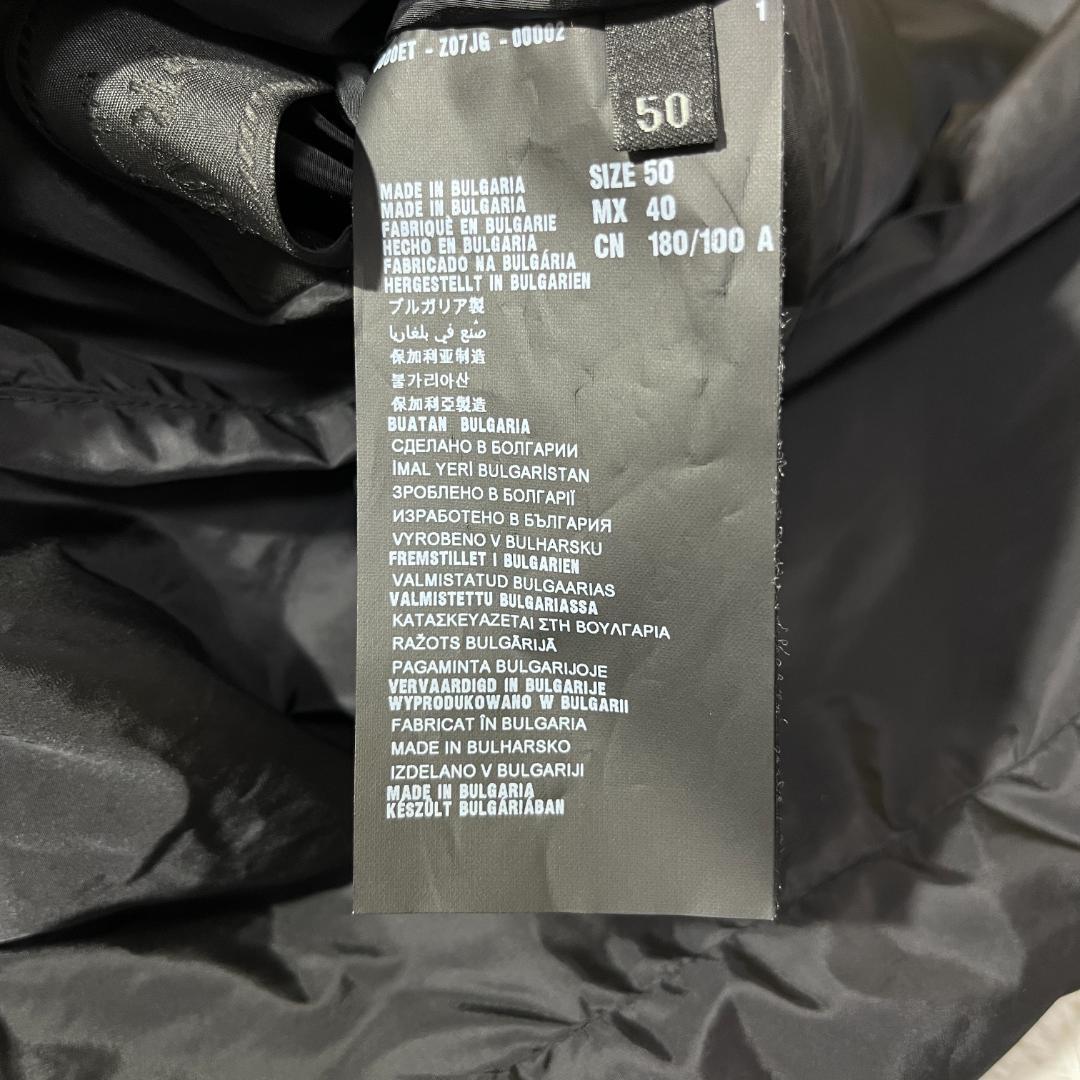 00ET - Z07JG - 00002
1
50
SIZE 50
MX 40
CN 180/100 A
MADE IN BULGARIA
MADE IN BULGARIA
FABRIQUÉ EN BULGARIE
HECHO EN BULGARIA
FABRICADO NA BULGÁRIA
HERGESTELLT IN BULGARIEN
ブルガリア製
صُنع في بلغاريا
保加利亚制造
불가리아산
保加利亞製造
BUATAN BULGARIA
СДЕЛАНО В БОЛГАРИИ
İMAL YERİ BULGARİSTAN
ЗРОБЛЕНО В БОЛГАРІЇ
ИЗРАБОТЕНО В БЪЛГАРИЯ
VYROBENO V BULHARSKU
FREMSTILLET I BULGARIEN
VALMISTATUD BULGAARIAS
VALMISTETTU BULGARIASSA
ΚΑΤΑΣΚΕΥΑΖΕΤΑΙ ΣΤΗ ΒΟΥΛΓΑΡΙΑ
RAŽOTS BULGĀRIJĀ
PAGAMINTA BULGARIJOJE
VERVAARDIGD IN BULGARIJE
WYPRODUKOWANO W BULGARII
FABRICAT ÎN BULGARIA
MADE IN BULHARSKO
IZDELANO V BULGARIJI
MADE IN BULGARIA
KÉSZÜLT BULGÁRIÁBAN